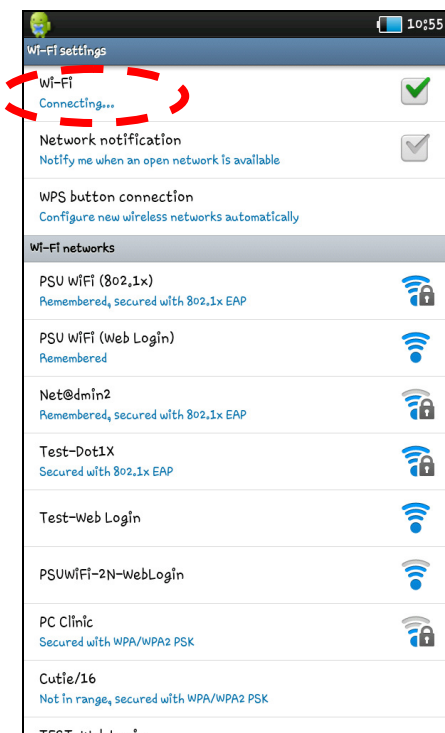 10:55
Wi-Fi settings
Wi-Fi
Connecting...
Network notification
Notify me when an open network is available
WPS button connection
Configure new wireless networks automatically
Wi-Fi networks
PSU WiFi (802.1x)
Remembered, secured with 802.1x EAP
PSU WiFi (Web Login)
Remembered
Net@dmin2
Remembered, secured with 802.1x EAP
Test-Dot1X
Secured with 802.1x EAP
Test-Web Login
PSUWiFi-2N-WebLogin
PC Clinic
Secured with WPA/WPA2 PSK
Cutie/16
Not in range, secured with WPA/WPA2 PSK